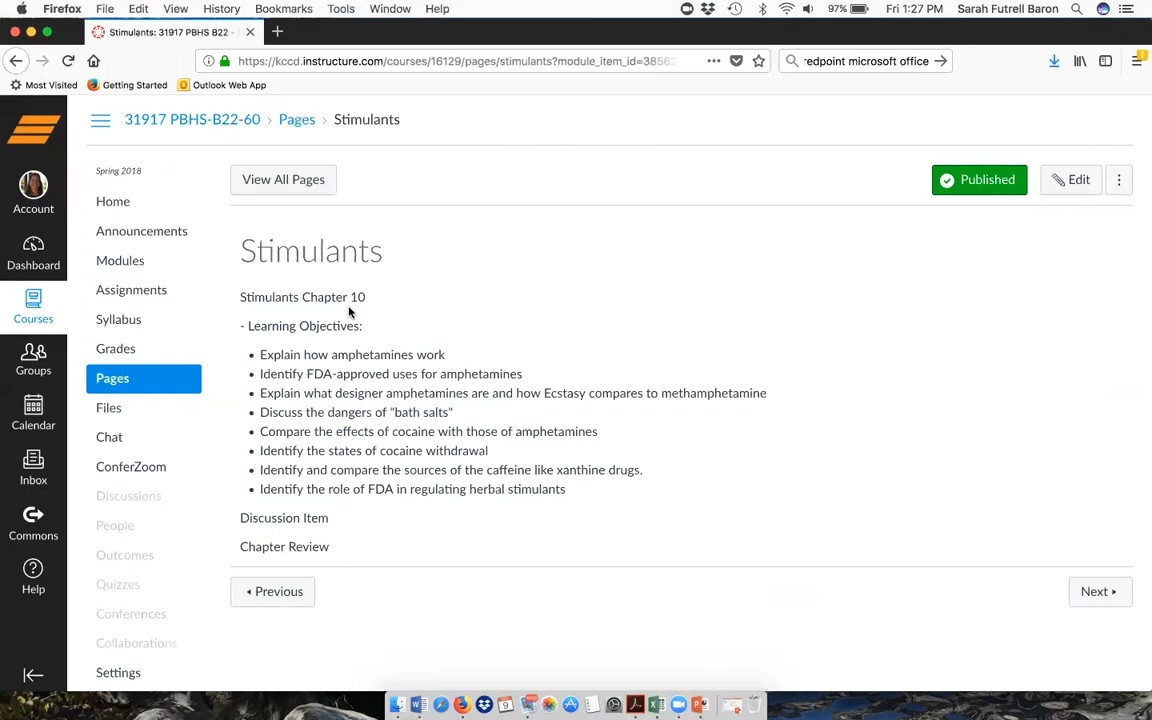 Firefox File Edit View History Bookmarks Tools Window Help 97% Fri 1:27 PM Sarah Futrell Baron
Stimulants: 31917 PBHS B22 -
https://kccd.instructure.com/courses/16129/pages/stimulants?module_item_id=38562 redpoint microsoft office
Most Visited Getting Started Outlook Web App
31917 PBHS-B22-60 › Pages › Stimulants
Spring 2018
View All Pages Published Edit
Account
Dashboard
Courses
Groups
Calendar
Inbox
Commons
Help
Home
Announcements
Modules
Assignments
Syllabus
Grades
Pages
Files
Chat
ConferZoom
Discussions
People
Outcomes
Quizzes
Conferences
Collaborations
Settings
Stimulants
Stimulants Chapter 10
- Learning Objectives:
• Explain how amphetamines work
• Identify FDA-approved uses for amphetamines
• Explain what designer amphetamines are and how Ecstasy compares to methamphetamine
• Discuss the dangers of "bath salts"
• Compare the effects of cocaine with those of amphetamines
• Identify the states of cocaine withdrawal
• Identify and compare the sources of the caffeine like xanthine drugs.
• Identify the role of FDA in regulating herbal stimulants
Discussion Item
Chapter Review
Previous Next